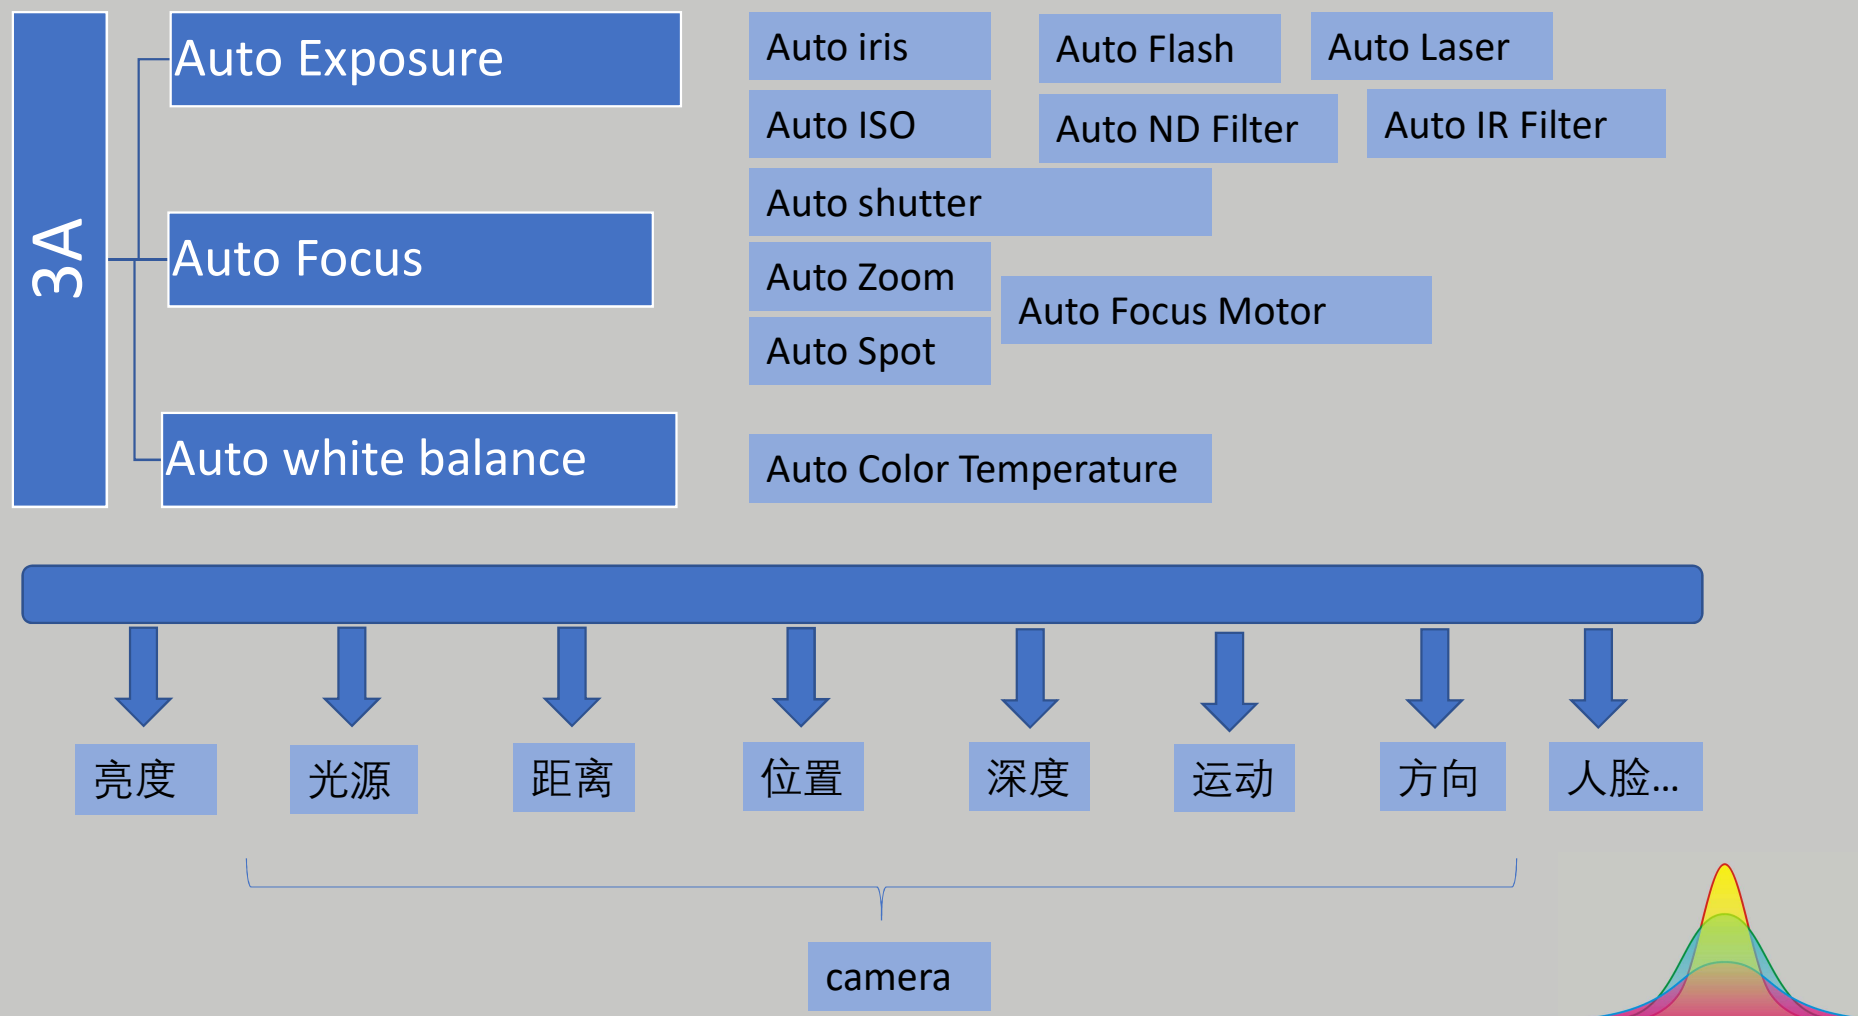 3A
Auto Exposure
Auto Focus
Auto white balance
Auto iris
Auto Flash
Auto Laser
Auto ISO
Auto ND Filter
Auto IR Filter
Auto shutter
Auto Zoom
Auto Focus Motor
Auto Spot
Auto Color Temperature
亮度
光源
距离
位置
深度
运动
方向
人脸...
camera